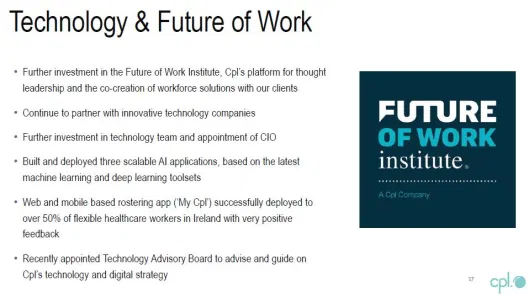 Technology & Future of Work
• Further investment in the Future of Work Institute, Cpl's platform for thought
leadership and the co-creation of workforce solutions with our clients
• Continue to partner with innovative technology companies
• Further investment in technology team and appointment of CIO
• Built and deployed three scalable AI applications, based on the latest
machine learning and deep learning toolsets
• Web and mobile based rostering app ('My Cpl') successfully deployed to
over 50% of flexible healthcare workers in Ireland with very positive
feedback
• Recently appointed Technology Advisory Board to advise and guide on
Cpl's technology and digital strategy
FUTURE
OF WORK
institute®
A Cpl Company
17
cpl.